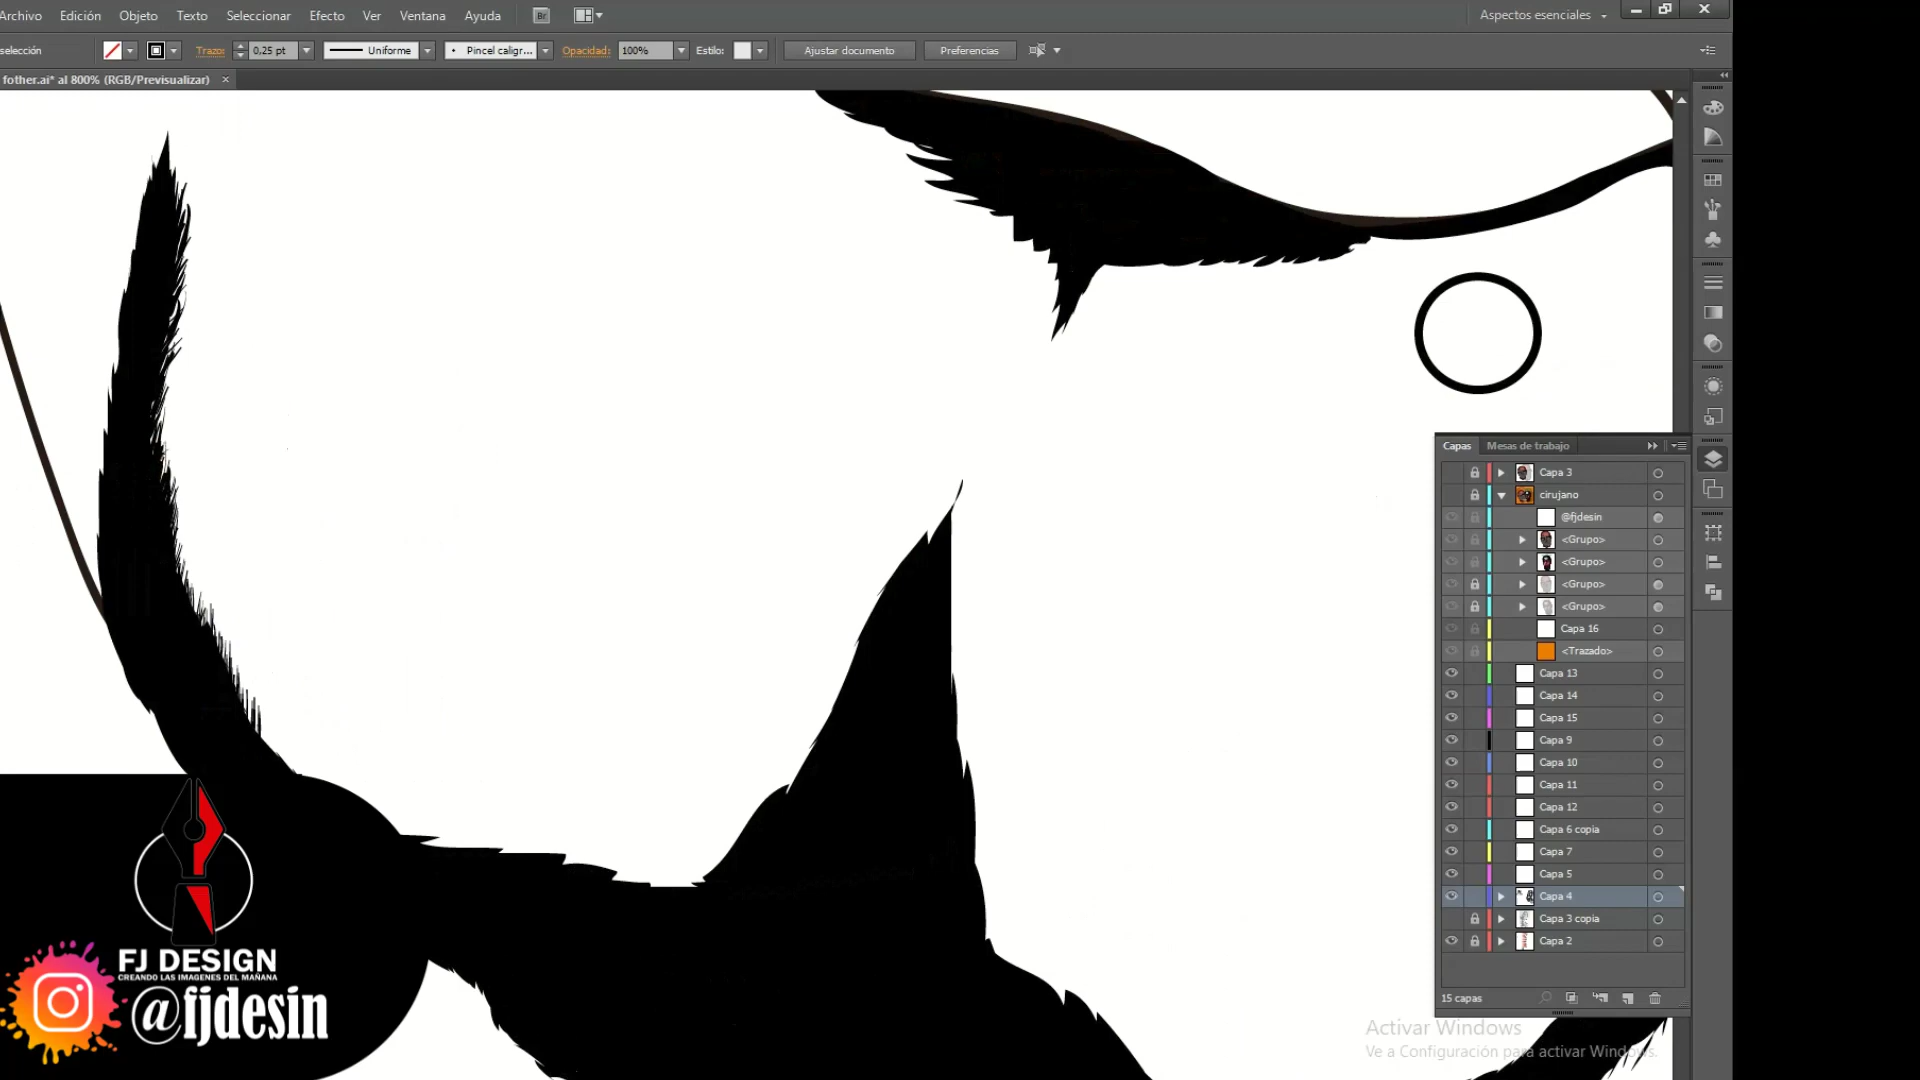 Archivo Edición Objeto Texto Seleccionar Efecto Ver Ventana Ayuda Br Aspectos esenciales
selección Trazo: 0,25 pt Uniforme Pincel caligr... Opacidad: 100% Estilo: Ajustar documento Preferencias
fother.ai* al 800% (RGB/Previsualizar)
Capas Mesas de trabajo
Capa 3
cirujano
@fjdesin
<Grupo>
<Grupo>
<Grupo>
<Grupo>
Capa 16
<Trazado>
Capa 13
Capa 14
Capa 15
Capa 9
Capa 10
Capa 11
Capa 12
Capa 6 copia
Capa 7
Capa 5
Capa 4
Capa 3 copia
Capa 2
15 capas
Activar Windows
Ve a Configuración para activar Windows.
FJ DESIGN
CREANDO LAS IMAGENES DEL MAÑANA
@fjdesin